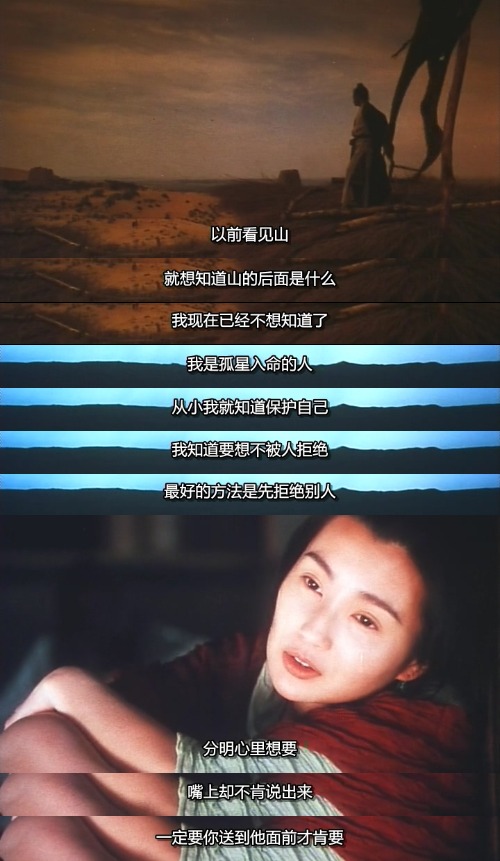 以前看见山
就想知道山的后面是什么
我现在已经不想知道了
我是孤星入命的人
从小我就知道保护自己
我知道要想不被人拒绝
最好的方法是先拒绝别人
分明心里想要
嘴上却不肯说出来
一定要你送到他面前才肯要